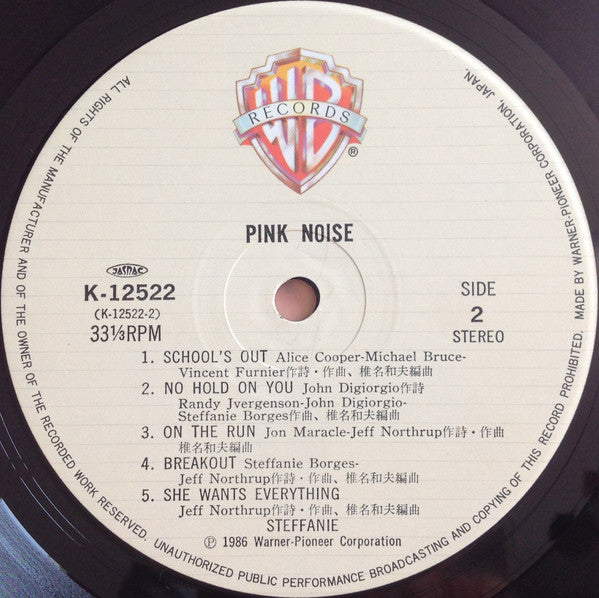 WB
RECORDS
®
PINK NOISE
JASRAC
K-12522
(K-12522-2)
33⅓RPM
SIDE
2
STEREO
1. SCHOOL'S OUT Alice Cooper-Michael Bruce-
Vincent Furnier作詩・作曲、椎名和夫編曲
2. NO HOLD ON YOU John Digiorgio作詩
Randy Jvergenson-John Digiorgio-
Steffanie Borges作曲、椎名和夫編曲
3. ON THE RUN Jon Maracle-Jeff Northrup作詩・作曲
椎名和夫編曲
4. BREAKOUT Steffanie Borges-
Jeff Northrup作詩・作曲、椎名和夫編曲
5. SHE WANTS EVERYTHING
Jeff Northrup作詩・作曲、椎名和夫編曲
STEFFANIE
Ⓟ 1986 Warner-Pioneer Corporation
ALL RIGHTS OF THE MANUFACTURER AND OF THE OWNER OF THE RECORDED WORK RESERVED. UNAUTHORIZED PUBLIC PERFORMANCE BROADCASTING AND COPYING OF THIS RECORD PROHIBITED. MADE BY WARNER-PIONEER CORPORATION, JAPAN.